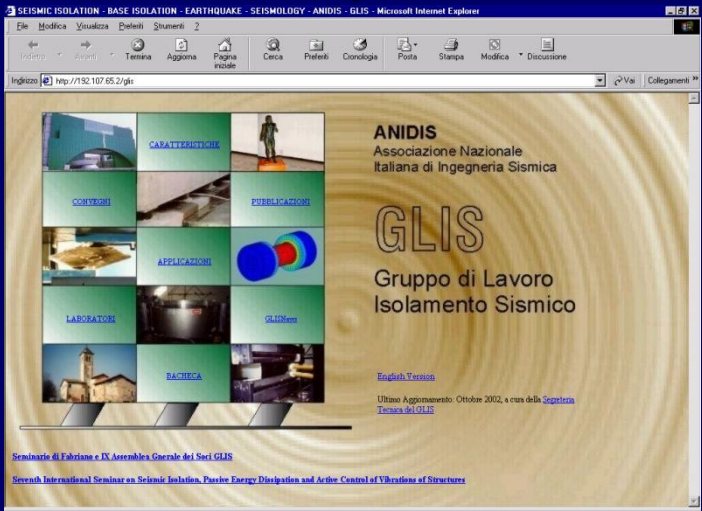 SEISMIC ISOLATION - BASE ISOLATION - EARTHQUAKE - SEISMOLOGY - ANIDIS - GLIS - Microsoft Internet Explorer
File Modifica Visualizza Preferiti Strumenti ?
Indietro Avanti Termina Aggiorna Pagina iniziale Cerca Preferiti Cronologia Posta Stampa Modifica Discussione
Indirizzo http://192.107.65.2/glis Vai Collegamenti »
CARATTERISTICHE
CONVEGNI PUBBLICAZIONI
APPLICAZIONI
LABORATORI GLISNews
BACHECA
ANIDIS
Associazione Nazionale
Italiana di Ingegneria Sismica
GLIS
Gruppo di Lavoro
Isolamento Sismico
English Version
Ultimo Aggiornamento: Ottobre 2002, a cura della Segreteria
Tecnica del GLIS
Seminario di Fabriano e IX Assemblea Gnerale dei Soci GLIS
Seventh International Seminar on Seismic Isolation, Passive Energy Dissipation and Active Control of Vibrations of Structures